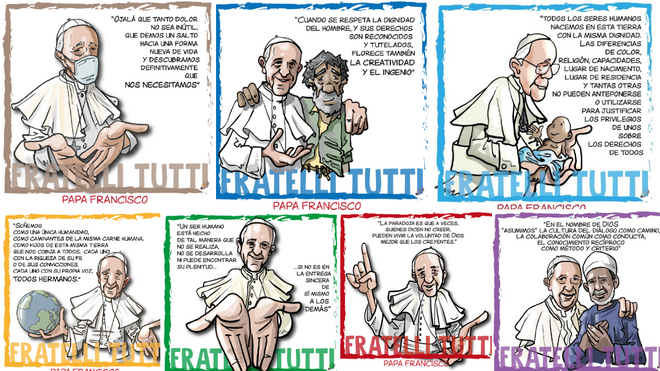 "OJALÁ QUE TANTO DOLOR
NO SEA INÚTIL,
QUE DEMOS UN SALTO
HACIA UNA FORMA
NUEVA DE VIDA
Y DESCUBRAMOS
DEFINITIVAMENTE
QUE
NOS NECESITAMOS"
FRATELLI TUTTI
PAPA FRANCISCO
"CUANDO SE RESPETA LA DIGNIDAD
DEL HOMBRE, Y SUS DERECHOS
SON RECONOCIDOS
Y TUTELADOS,
FLORECE TAMBIÉN
LA CREATIVIDAD
Y EL INGENIO"
FRATELLI TUTTI
PAPA FRANCISCO
"TODOS LOS SERES HUMANOS
NACEMOS EN ESTA TIERRA
CON LA MISMA DIGNIDAD.
LAS DIFERENCIAS
DE COLOR,
RELIGIÓN, CAPACIDADES,
LUGAR DE NACIMIENTO,
LUGAR DE RESIDENCIA
Y TANTAS OTRAS
NO PUEDEN ANTEPONERSE
O UTILIZARSE
PARA JUSTIFICAR
LOS PRIVILEGIOS
DE UNOS
SOBRE
LOS DERECHOS
DE TODOS
FRATELLI TUTTI
PAPA FRANCISCO
"SOÑEMOS
COMO UNA ÚNICA HUMANIDAD,
COMO CAMINANTES DE LA MISMA CARNE HUMANA,
COMO HIJOS DE ESTA MISMA TIERRA
QUE NOS COBIJA A TODOS, CADA UNO
CON LA RIQUEZA DE SU FE
O DE SUS CONVICCIONES,
CADA UNO CON SU PROPIA VOZ,
TODOS HERMANOS."
FRATELLI TUTTI
PAPA FRANCISCO
"UN SER HUMANO
ESTÁ HECHO
DE TAL MANERA QUE
NO SE REALIZA,
NO SE DESARROLLA
NI PUEDE ENCONTRAR
SU PLENITUD...
...SI NO ES EN
LA ENTREGA
SINCERA
DE
SÍ MISMO
A LOS
DEMÁS"
FRATELLI TUTTI
"LA PARADOJA ES QUE A VECES,
QUIENES DICEN NO CREER,
PUEDEN VIVIR LA VOLUNTAD DE DIOS
MEJOR QUE LOS CREYENTES."
FRATELLI TUTTI
PAPA FRANCISCO
"EN EL NOMBRE DE DIOS
"ASUMIMOS" LA CULTURA DEL DIÁLOGO COMO CAMINO,
LA COLABORACIÓN COMÚN COMO CONDUCTA,
EL CONOCIMIENTO RECÍPROCO
COMO MÉTODO Y CRITERIO"
FRATELLI TUTTI